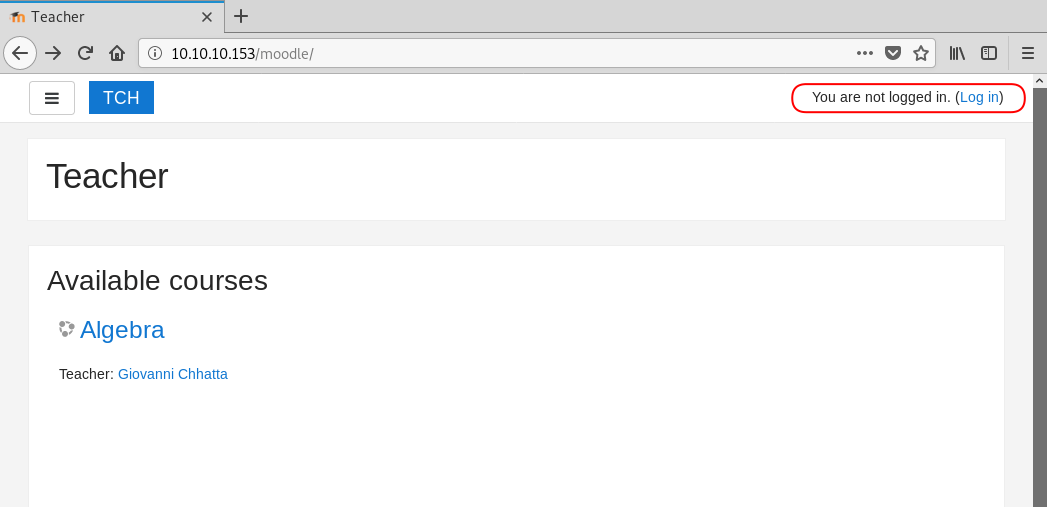 Teacher
10.10.10.153/moodle/
TCH
You are not logged in. (Log in)
Teacher
Available courses
Algebra
Teacher: Giovanni Chhatta